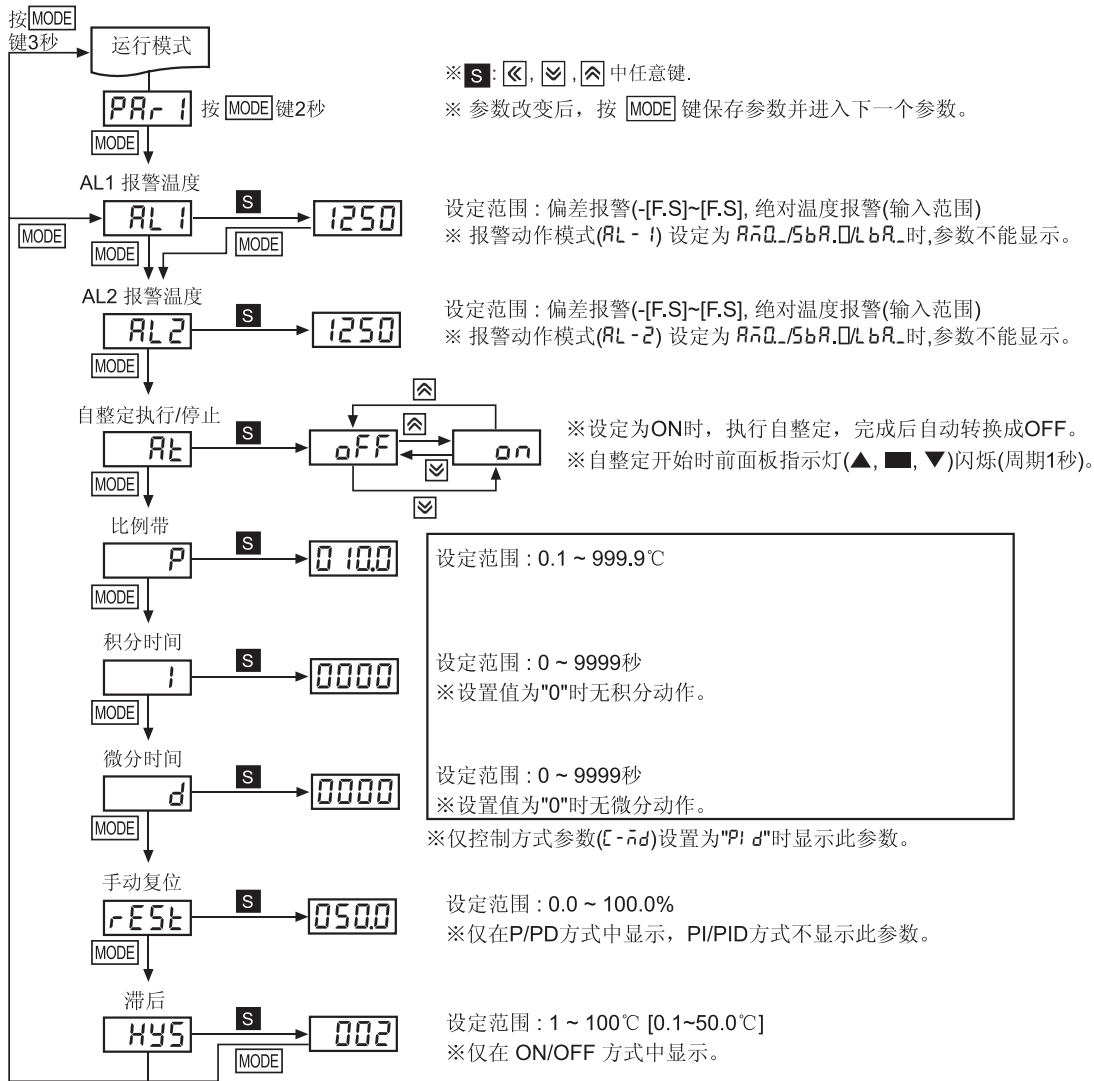 按MODE
键3秒
运行模式
※S: «, ︾, ︽ 中任意键.
PAr 1 按 MODE 键2秒
※ 参数改变后，按 MODE 键保存参数并进入下一个参数。
MODE
AL1 报警温度
AL1 S 1250
设定范围 : 偏差报警(-[F.S]~[F.S], 绝对温度报警(输入范围)
MODE
MODE
MODE
※ 报警动作模式(AL - 1) 设定为 Am0._/SbA.0/LbA._时,参数不能显示。
AL2 报警温度
AL2 S 1250
设定范围 : 偏差报警(-[F.S]~[F.S], 绝对温度报警(输入范围)
※ 报警动作模式(AL - 2) 设定为 Am0._/SbA.0/LbA._时,参数不能显示。
MODE
自整定执行/停止
At S oFF ︽ ︽ ︾ ︾ on
※设定为ON时，执行自整定，完成后自动转换成OFF。
※自整定开始时前面板指示灯(▲, ■, ▼)闪烁(周期1秒)。
MODE
比例带
P S 010.0
设定范围 : 0.1 ~ 999.9℃
MODE
积分时间
I S 0000
设定范围 : 0 ~ 9999秒
※设置值为"0"时无积分动作。
MODE
微分时间
d S 0000
设定范围 : 0 ~ 9999秒
※设置值为"0"时无微分动作。
MODE
※仅控制方式参数(C - md)设置为"PI d"时显示此参数。
手动复位
rESt S 050.0
设定范围 : 0.0 ~ 100.0%
※仅在P/PD方式中显示，PI/PID方式不显示此参数。
MODE
滞后
HYS S 002
设定范围 : 1 ~ 100℃ [0.1~50.0℃]
MODE
※仅在 ON/OFF 方式中显示。